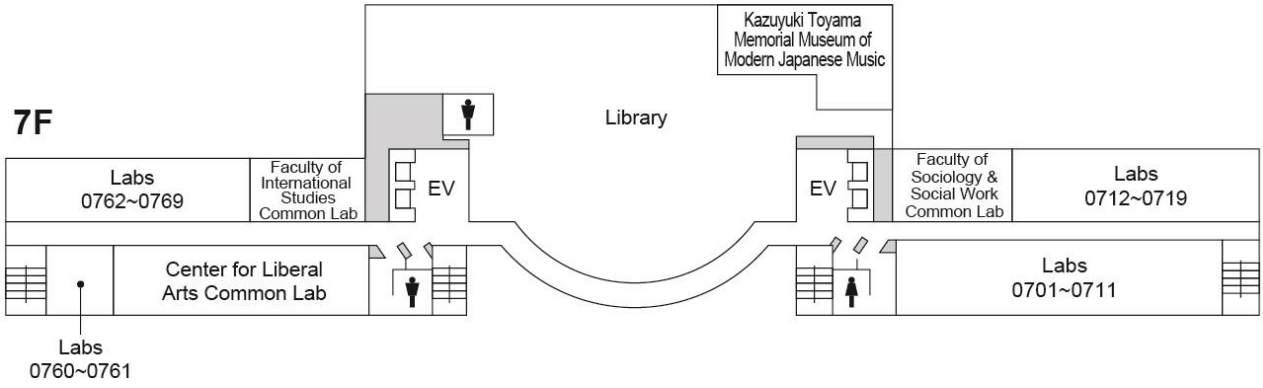 Kazuyuki Toyama
Memorial Museum of
Modern Japanese Music
7F
Library
Labs
0762~0769
Faculty of
International
Studies
Common Lab
EV
EV
Faculty of
Sociology &
Social Work
Common Lab
Labs
0712~0719
Center for Liberal
Arts Common Lab
Labs
0701~0711
Labs
0760~0761